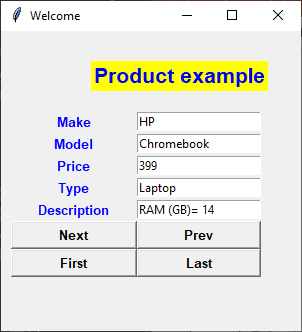 Welcome
Product example
Make HP
Model Chromebook
Price 399
Type Laptop
Description RAM (GB)= 14
Next Prev
First Last